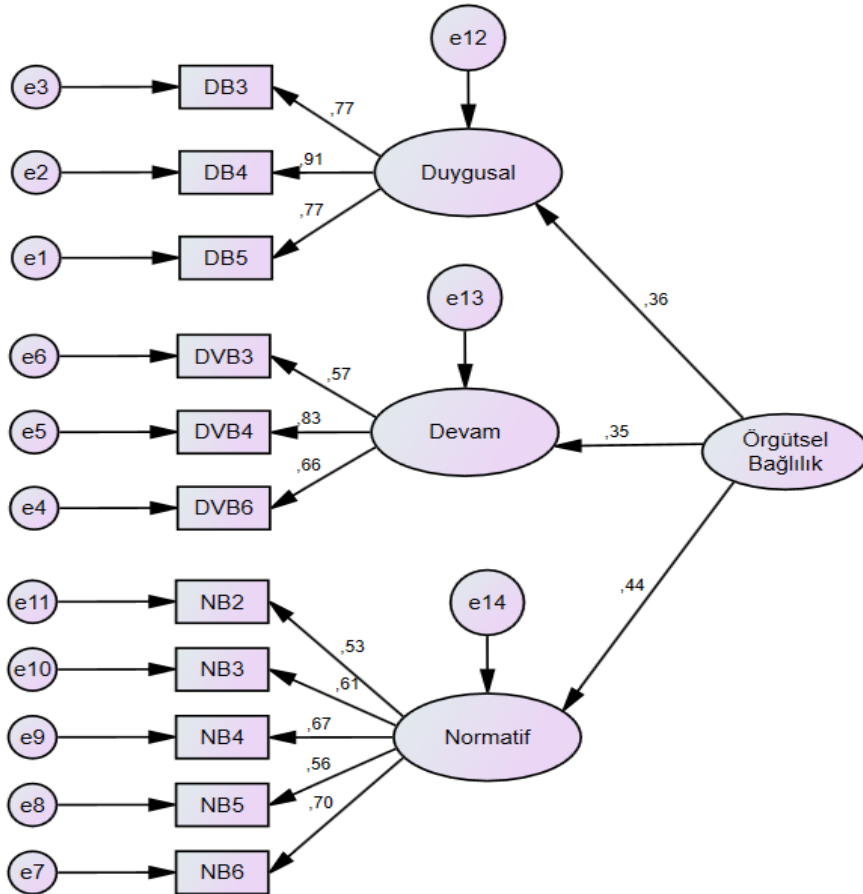 e12
e3
DB3
,77
e2
DB4
,91
Duygusal
,77
e1
DB5
e13
,36
e6
DVB3
,57
e5
DVB4
,83
Devam
,35
Örgütsel
Bağlılık
,66
e4
DVB6
,44
e11
NB2
e14
,53
e10
NB3
,61
e9
NB4
,67
Normatif
,56
e8
NB5
,70
e7
NB6